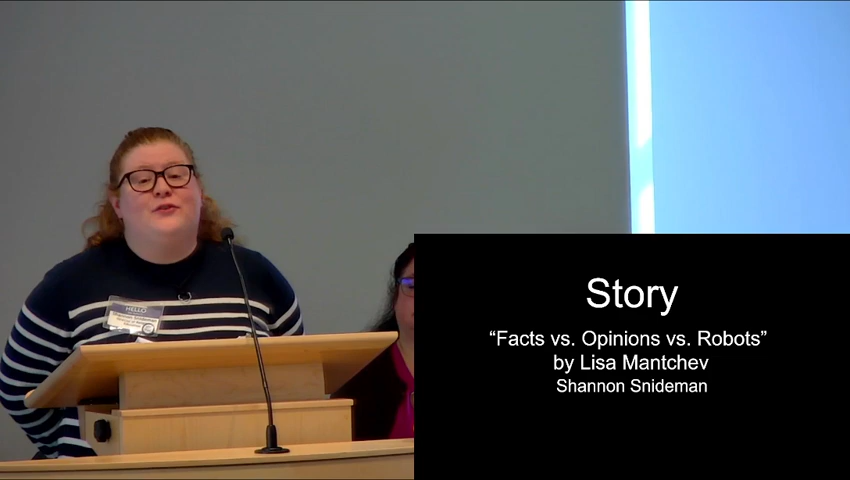 HELLO
Story
“Facts vs. Opinions vs. Robots”
by Lisa Mantchev
Shannon Snideman